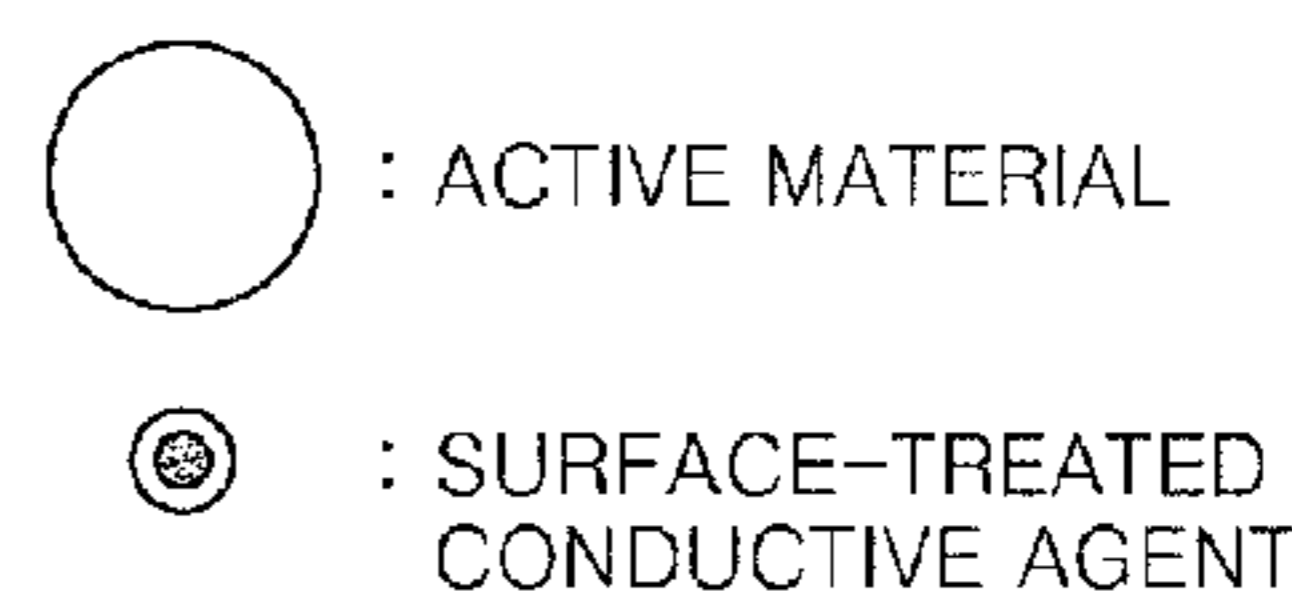 : ACTIVE MATERIAL
: SURFACE-TREATED
CONDUCTIVE AGENT